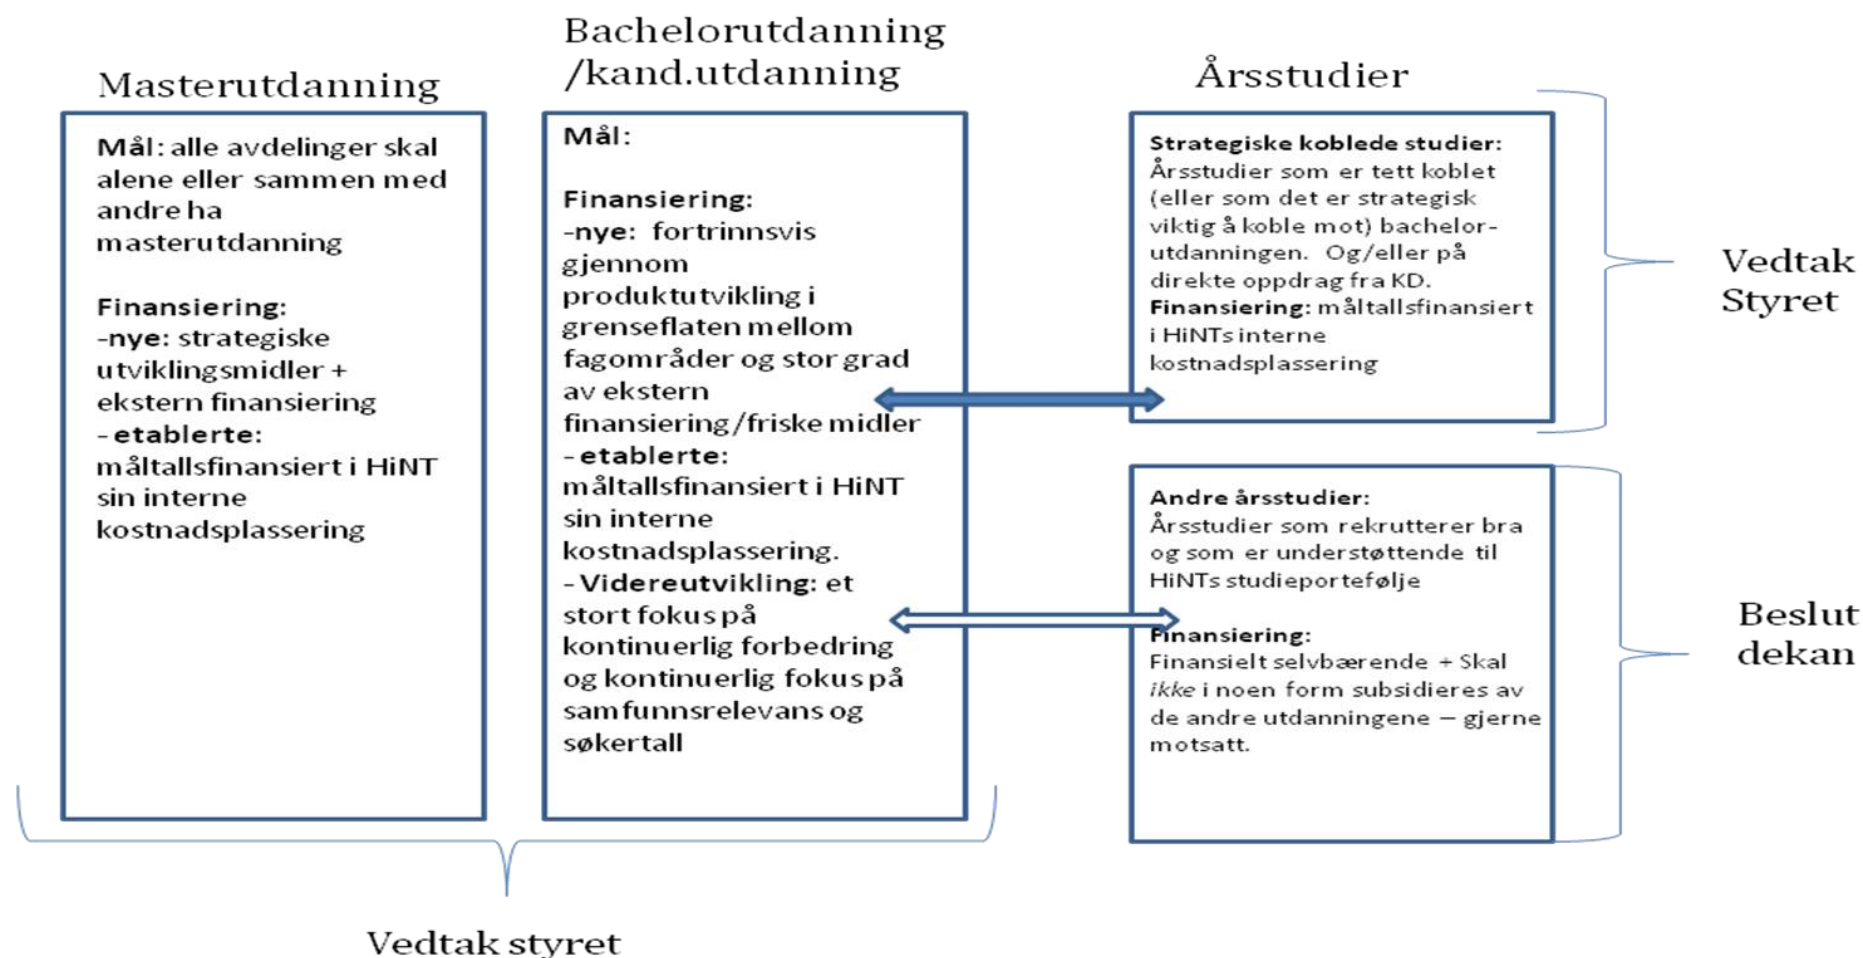 Masterutdanning
Mål: alle avdelinger skal
alene eller sammen med
andre ha
masterutdanning
Finansiering:
-nye: strategiske
utviklingsmidler +
ekstern finansiering
- etablerte:
måltallsfinansiert i HiNT
sin interne
kostnadsplassering
Bachelorutdanning
/kand.utdanning
Mål:
Finansiering:
-nye: fortrinnsvis
gjennom
produktutvikling i
grenseflaten mellom
fagområder og stor grad
av ekstern
finansiering/friske midler
- etablerte:
måltallsfinansiert i HiNT
sin interne
kostnadsplassering.
- Videreutvikling: et
stort fokus på
kontinuerlig forbedring
og kontinuerlig fokus på
samfunnsrelevans og
søkertall
Vedtak styret
Årsstudier
Strategiske koblede studier:
Årsstudier som er tett koblet
(eller som det er strategisk
viktig å koble mot) bachelor-
utdanningen. Og/eller på
direkte oppdrag fra KD.
Finansiering: måltallsfinansiert
i HiNTs interne
kostnadsplassering
Vedtak
Styret
Andre årsstudier:
Årsstudier som rekrutterer bra
og som er understøttende til
HiNTs studieportefølje
Finansiering:
Finansielt selvbærende + Skal
ikke i noen form subsidieres av
de andre utdanningene – gjerne
motsatt.
Beslut
dekan